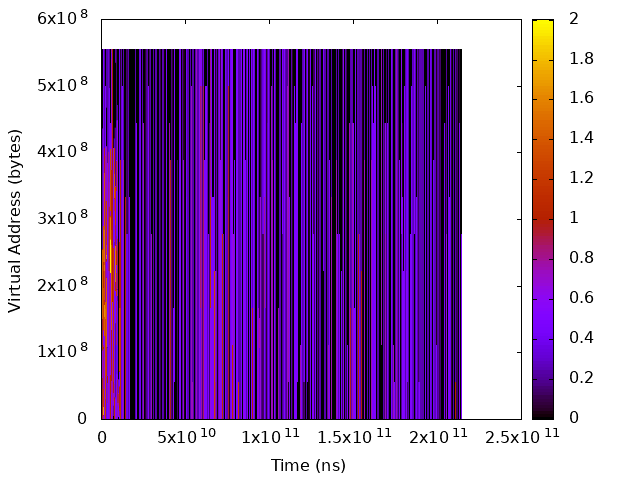 6x10^8
5x10^8
4x10^8
3x10^8
2x10^8
1x10^8
0
Virtual Address (bytes)
0 5x10^10 1x10^11 1.5x10^11 2x10^11 2.5x10^11
Time (ns)
2
1.8
1.6
1.4
1.2
1
0.8
0.6
0.4
0.2
0